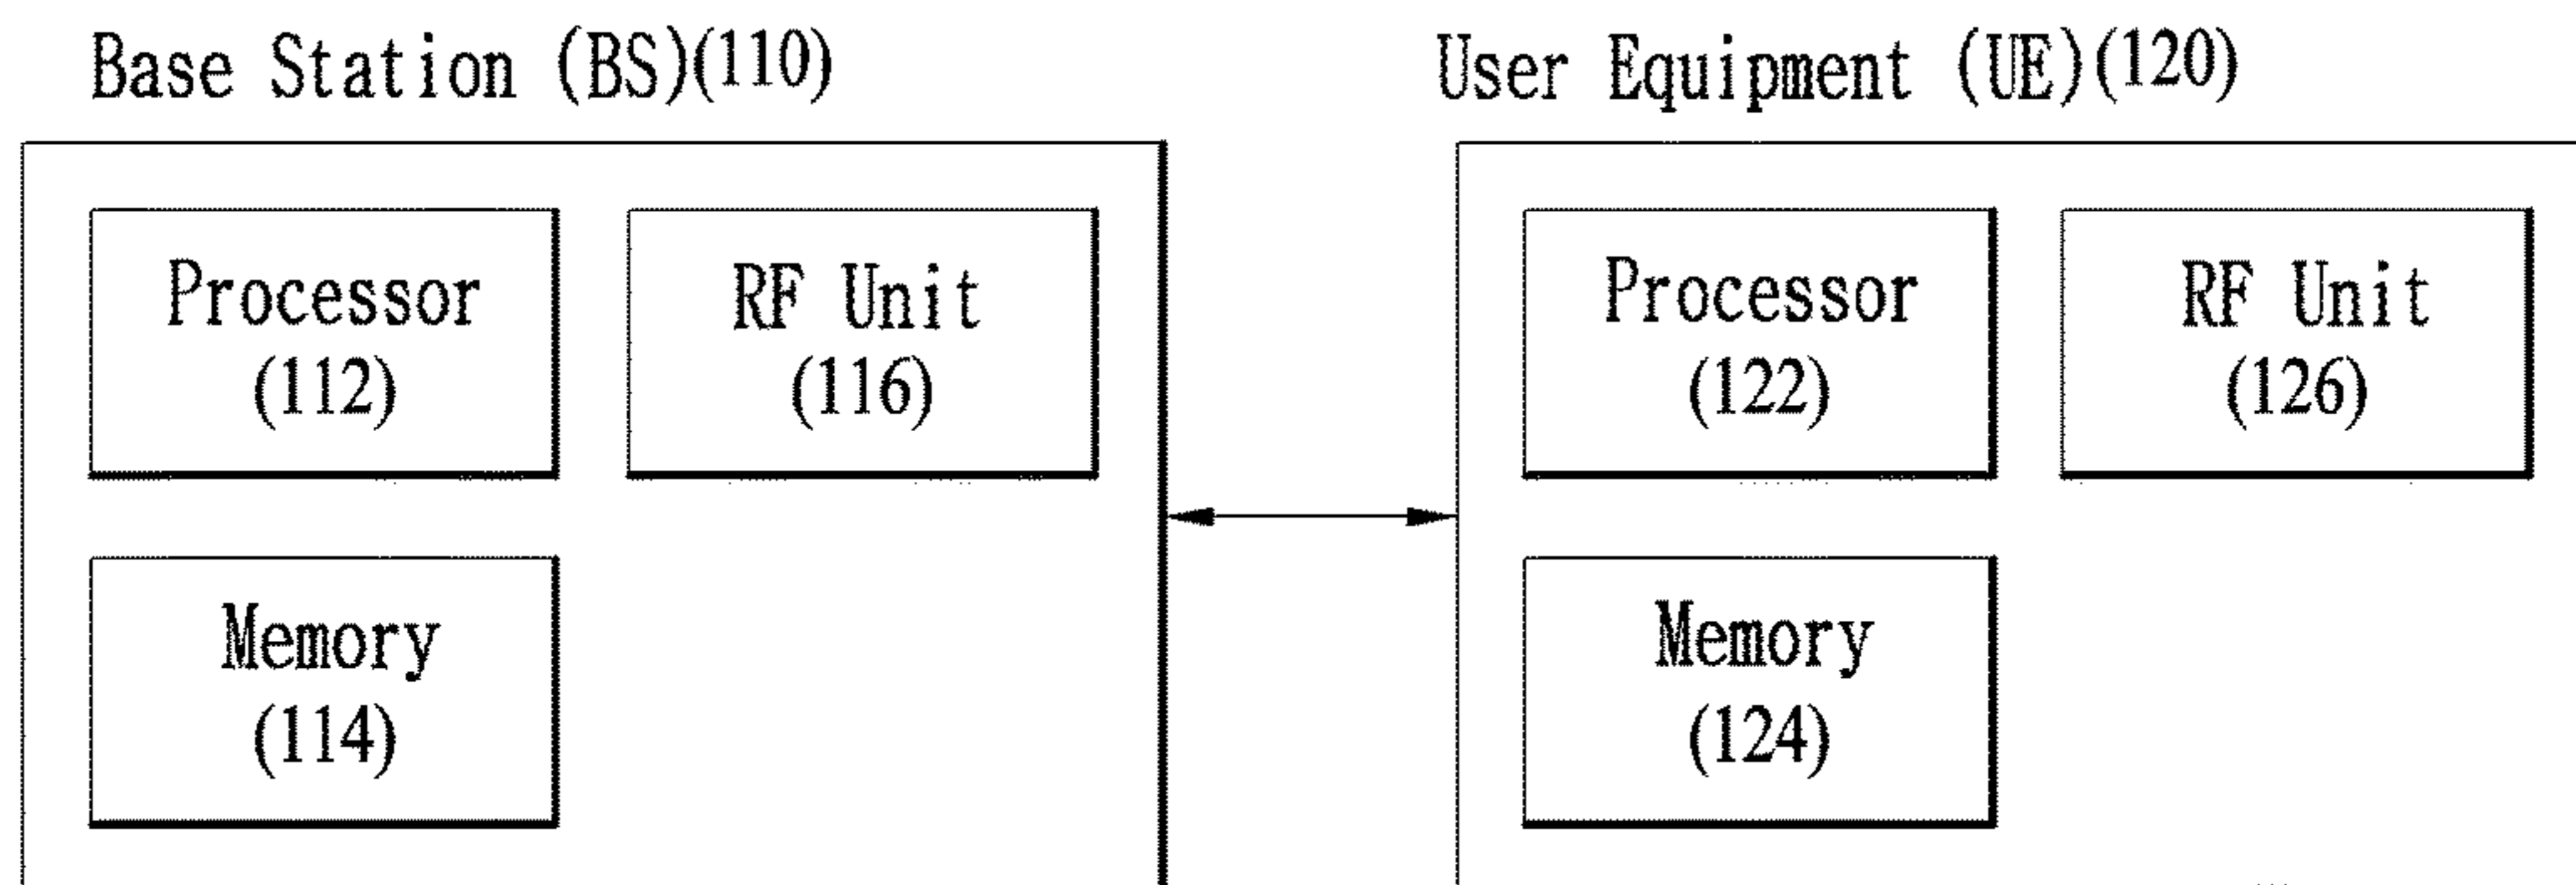 Base Station (BS)(110)
User Equipment (UE)(120)
Processor
(112)
RF Unit
(116)
Memory
(114)
Processor
(122)
RF Unit
(126)
Memory
(124)